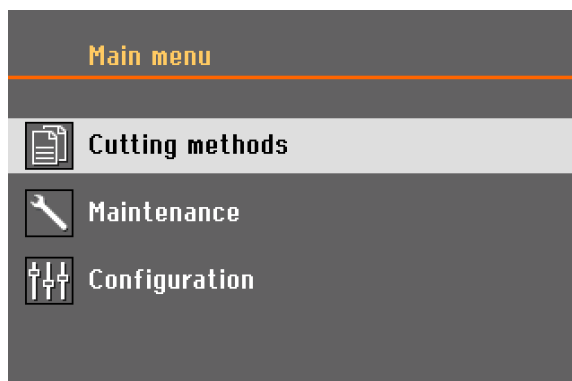 Main menu
Cutting methods
Maintenance
Configuration